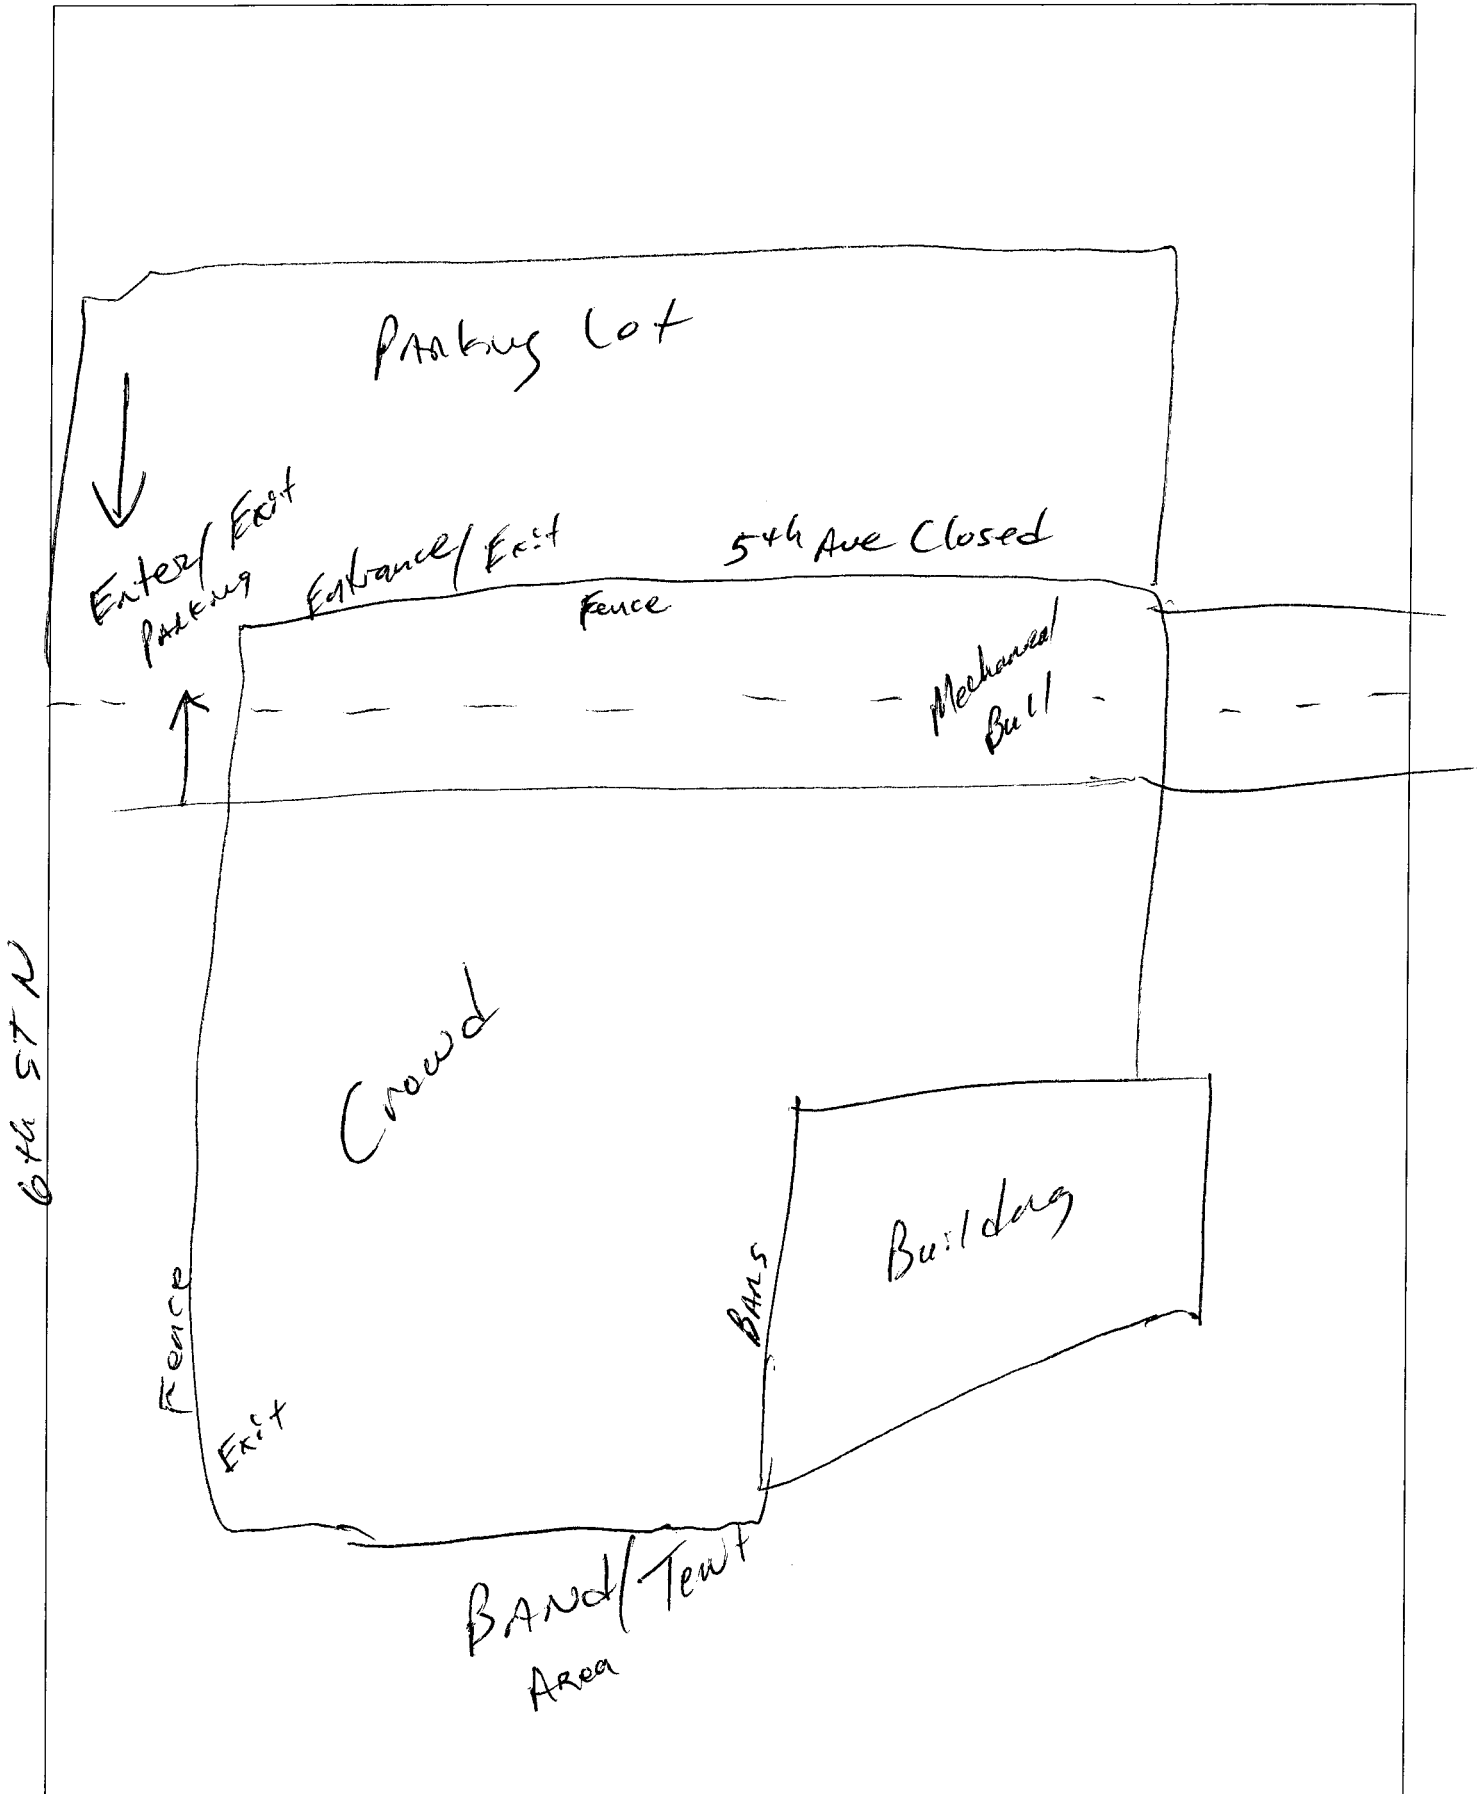 Parking Lot
Enter/Exit
Parking
Entrance/Exit
5th Ave Closed
Fence
Mechanical
Bull
6th ST N
Crowd
Building
Bars
Fence
Exit
BANd/Tent
Area